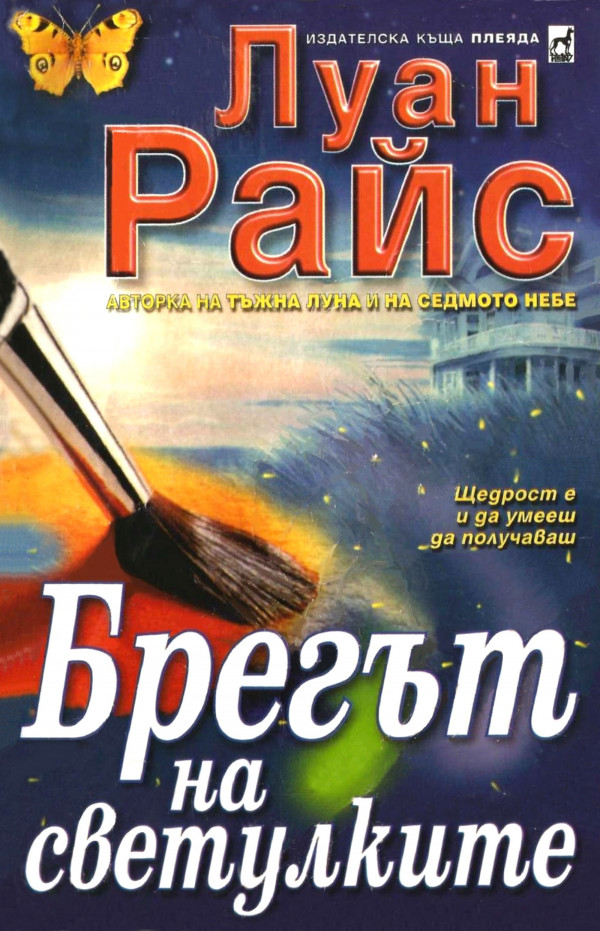 ИЗДАТЕЛСКА КЪЩА ПЛЕЯДА
Луан
Райс
АВТОРКА НА ТЪЖНА ЛУНА И НА СЕДМОТО НЕБЕ
Щедрост е
и да умееш
да получаваш
Брегът
на
светулките